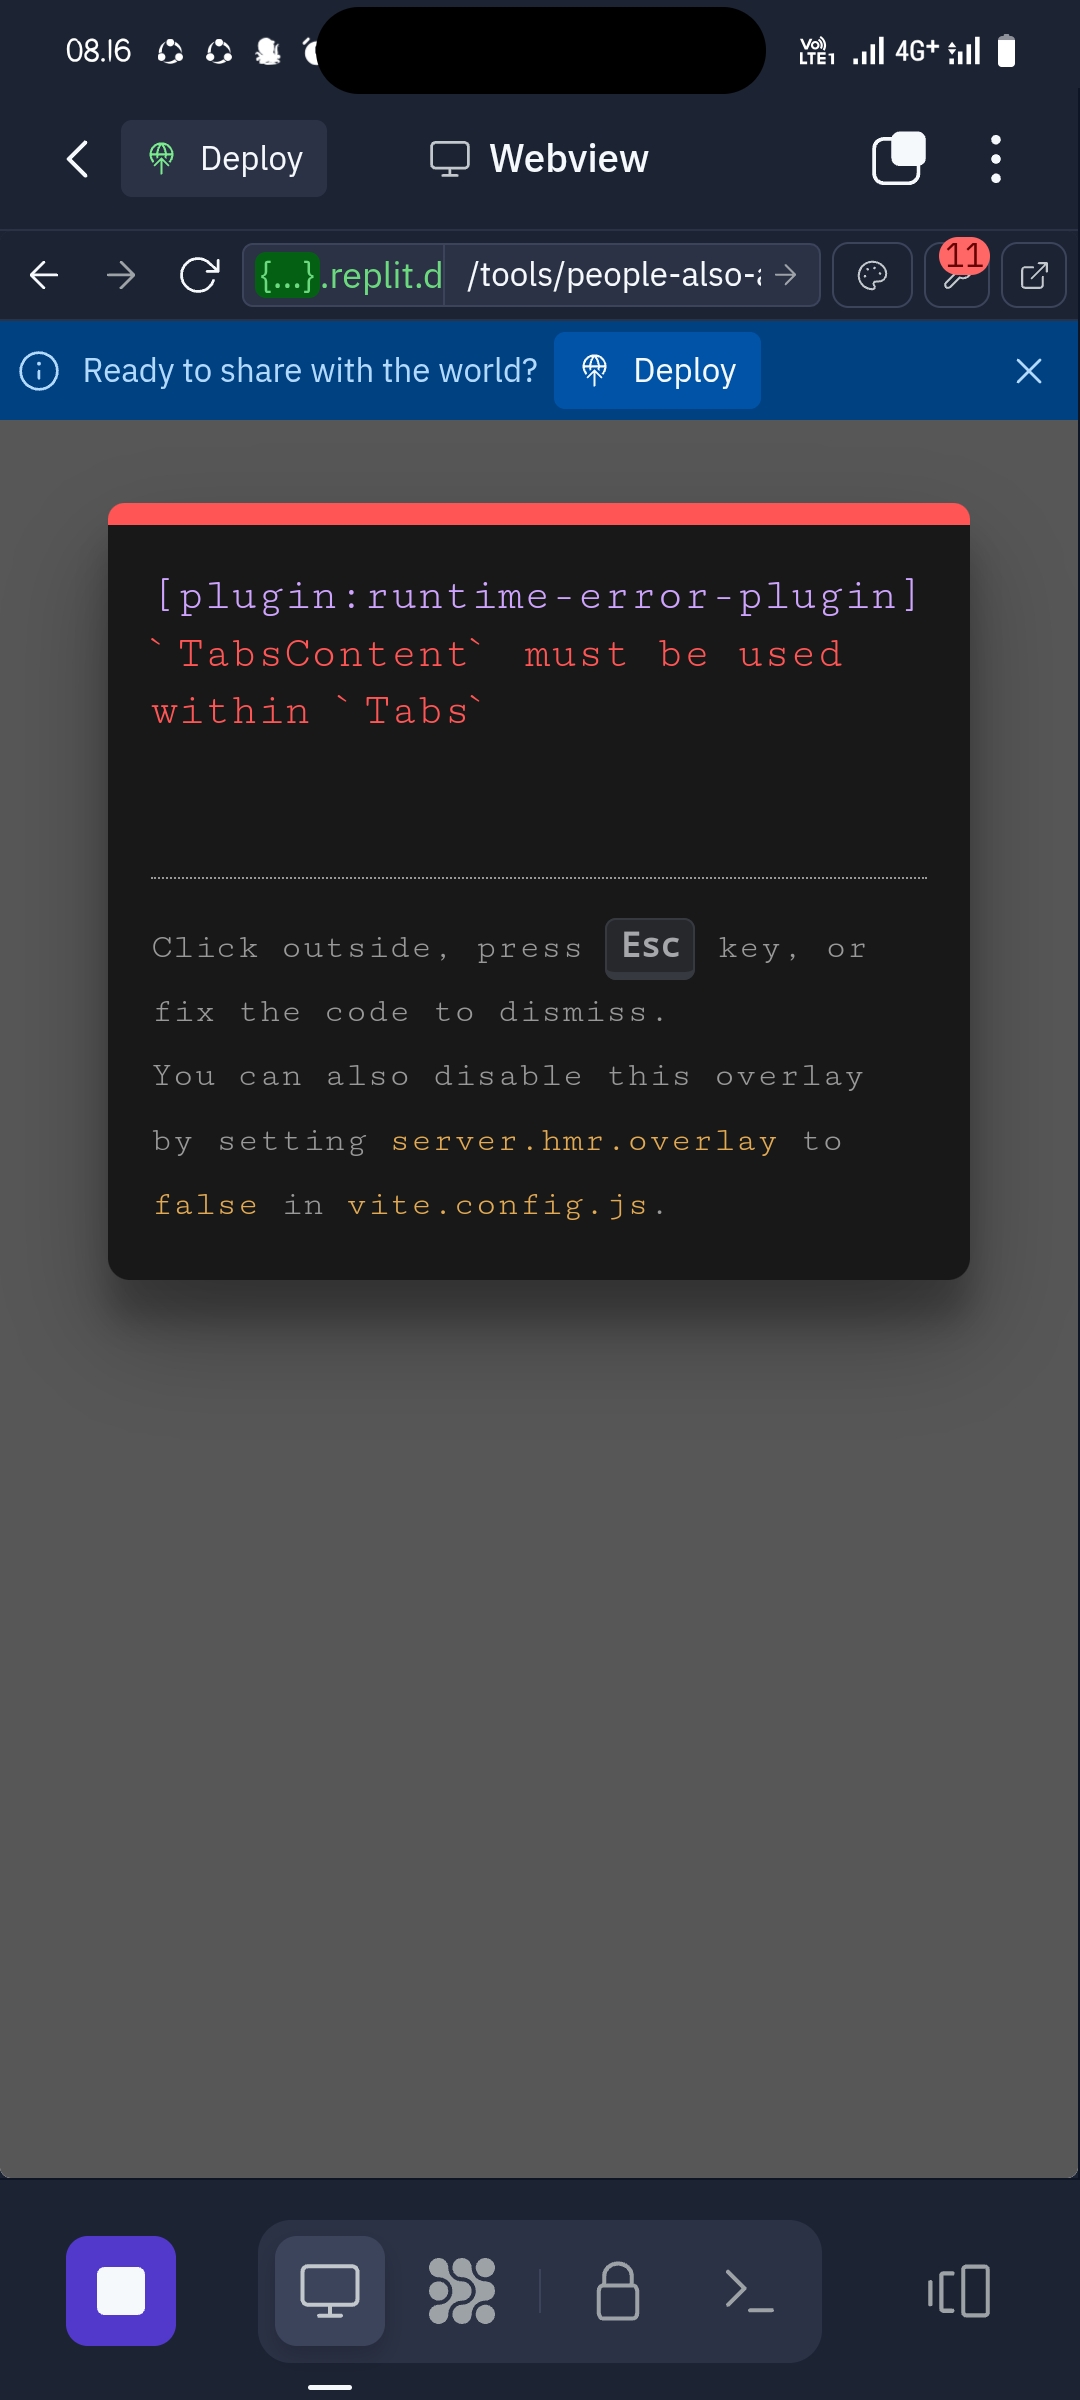 08.16
Vo)) LTE1
4G+
Deploy
Webview
{...}.replit.d
/tools/people-also-a
11
Ready to share with the world?
Deploy
[plugin:runtime-error-plugin]
`TabsContent` must be used
within `Tabs`
Click outside, press Esc key, or
fix the code to dismiss.
You can also disable this overlay
by setting server.hmr.overlay to
false in vite.config.js.